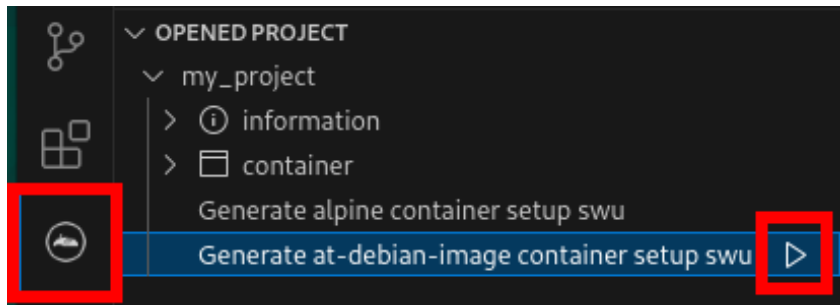 OPENED PROJECT
my_project
information
container
Generate alpine container setup swu
Generate at-debian-image container setup swu